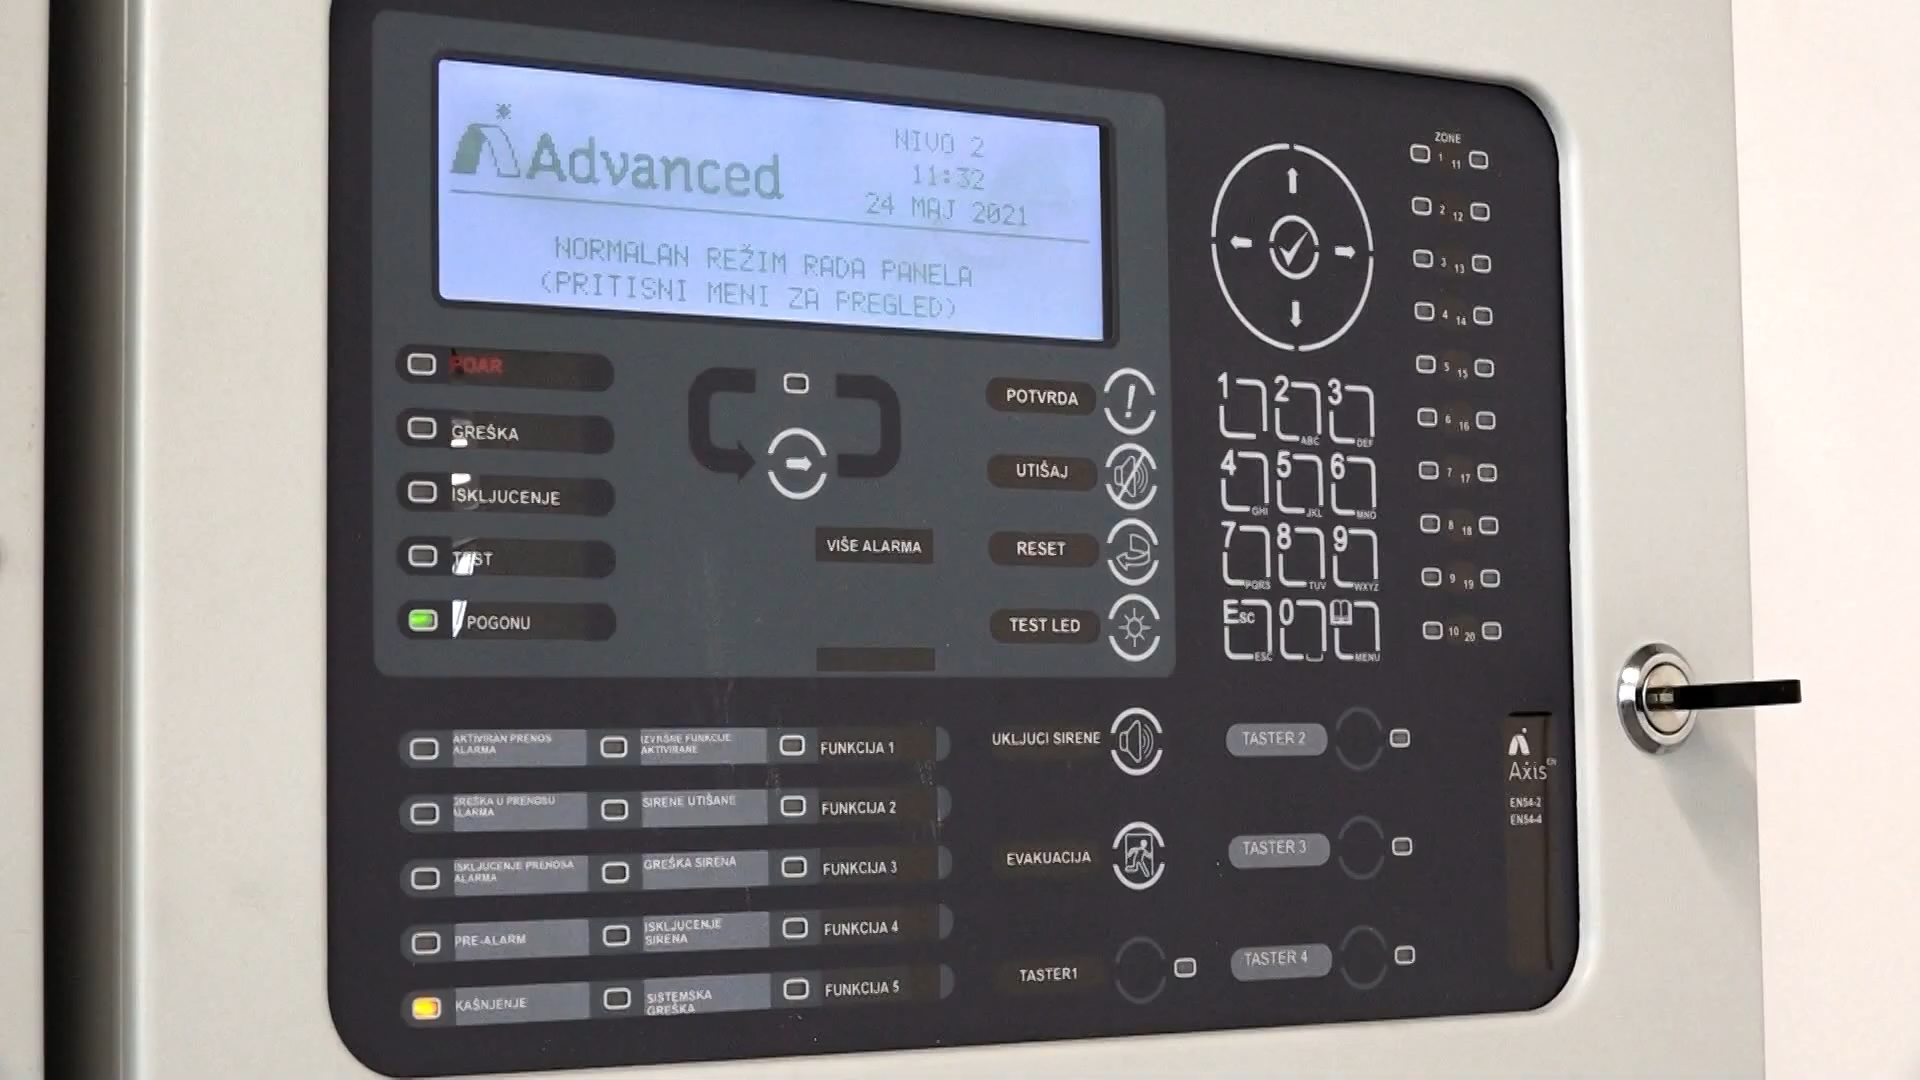 Advanced
NIVO 2
11:32
24 MAJ 2021
NORMALAN REŽIM RADA PANELA
(PRITISNI MENI ZA PREGLED)
POAR
GREŠKA
ISKLJUCENJE
TEST
POGONU
VIŠE ALARMA
POTVRDA
UTIŠAJ
RESET
TEST LED
1
2 ABC
3 DEF
4 GHI
5 JKL
6 MNO
7 PQRS
8 TUV
9 WXYZ
Esc ESC
0
MENU
ZONE
1 11
2 12
3 13
4 14
5 15
6 16
7 17
8 18
9 19
10 20
AKTIVIRAN PRENOS
ALARMA
IZVRŠNE FUNKCIJE
AKTIVIRANE
FUNKCIJA 1
GREŠKA U PRENOSU
ALARMA
SIRENE UTIŠANE
FUNKCIJA 2
ISKLJUCENJE PRENOSA
ALARMA
GREŠKA SIRENA
FUNKCIJA 3
PRE-ALARM
ISKLJUCENJE
SIRENA
FUNKCIJA 4
KAŠNJENJE
SISTEMSKA
GREŠKA
FUNKCIJA 5
UKLJUCI SIRENE
EVAKUACIJA
TASTER1
TASTER 2
TASTER 3
TASTER 4
Axis EN
EN54-2
EN54-4